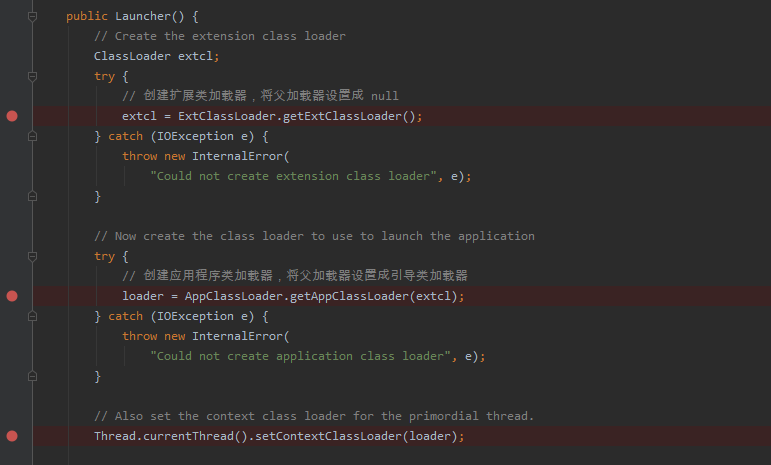 public Launcher() {
// Create the extension class loader
ClassLoader extcl;
try {
// 创建扩展类加载器，将父加载器设置成 null
extcl = ExtClassLoader.getExtClassLoader();
} catch (IOException e) {
throw new InternalError(
"Could not create extension class loader", e);
}
// Now create the class loader to use to launch the application
try {
// 创建应用程序类加载器，将父加载器设置成引导类加载器
loader = AppClassLoader.getAppClassLoader(extcl);
} catch (IOException e) {
throw new InternalError(
"Could not create application class loader", e);
}
// Also set the context class loader for the primordial thread.
Thread.currentThread().setContextClassLoader(loader);